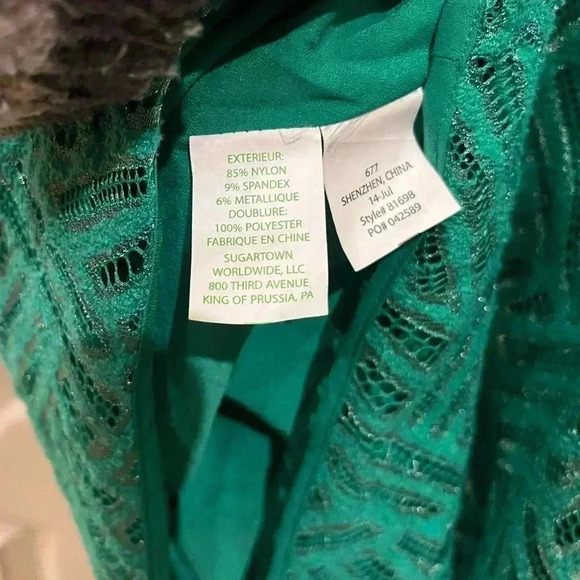 EXTERIEUR:
85% NYLON
9% SPANDEX
6% METALLIQUE
DOUBLURE:
100% POLYESTER
FABRIQUE EN CHINE
SUGARTOWN
WORLDWIDE, LLC
800 THIRD AVENUE
KING OF PRUSSIA, PA
677
SHENZHEN, CHINA
14-Jul
Style# 81698
PO# 042589